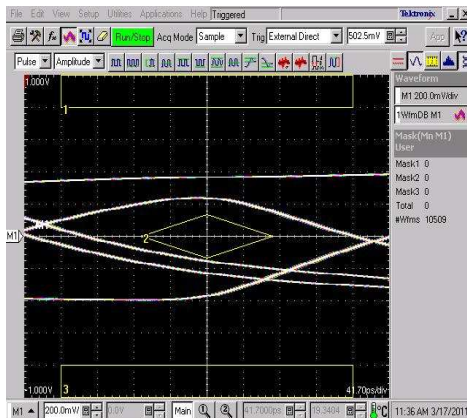 File Edit View Setup Utilities Applications Help Triggered Tektronix
Run/Stop Acq Mode Sample Trig External Direct 502.5mV App
Pulse Amplitude
1.000V
1
Waveform
M1 200.0mV/div
1WfmDB M1
Mask(Mn M1)
User
Mask1 0
Mask2 0
Mask3 0
Total 0
#Wfms 10509
M1
2
-1.000V
3
41.70ps/div
M1 200.0mV 0.0V Main 41.7000ps 19.3404 °C 11:36 AM 3/17/2011